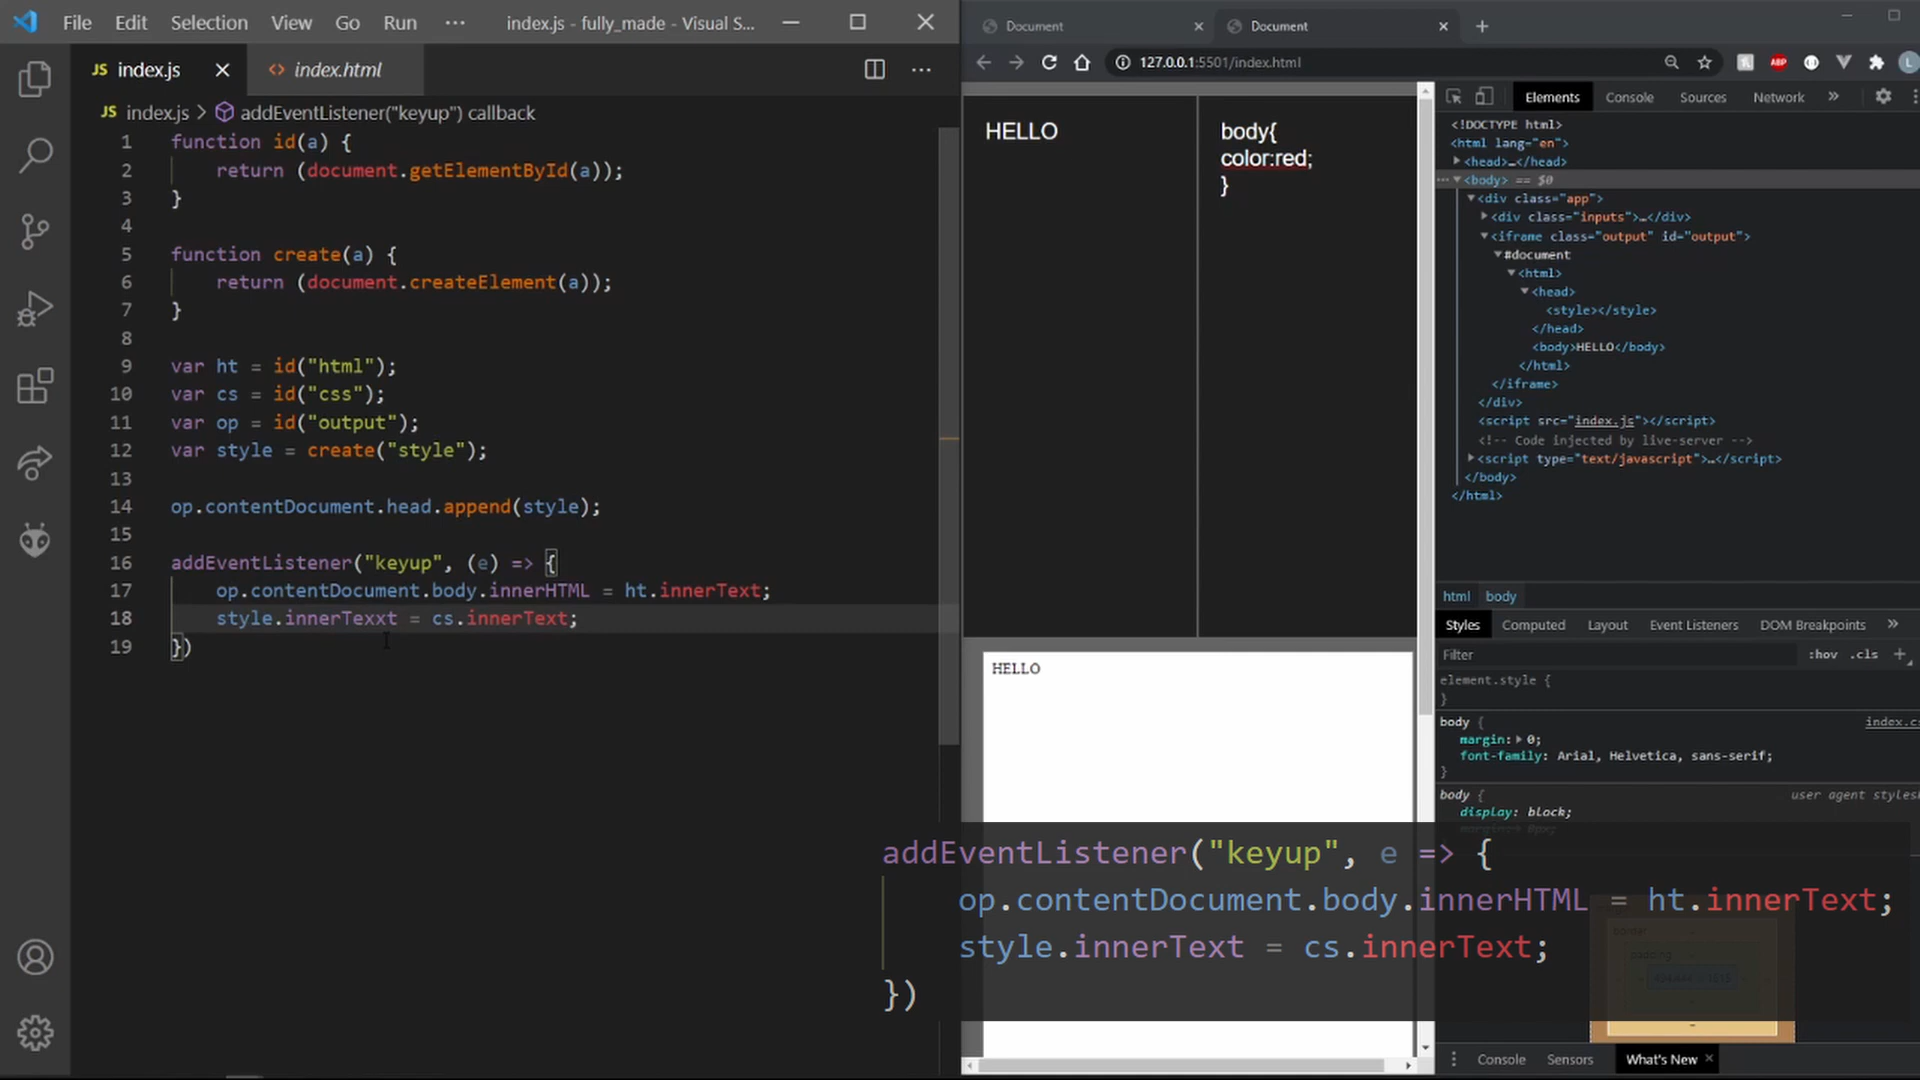 File Edit Selection View Go Run ··· index.js - fully_made - Visual S...
JS index.js
<> index.html
JS index.js > addEventListener("keyup") callback
1 function id(a) {
2 return (document.getElementById(a));
3 }
4
5 function create(a) {
6 return (document.createElement(a));
7 }
8
9 var ht = id("html");
10 var cs = id("css");
11 var op = id("output");
12 var style = create("style");
13
14 op.contentDocument.head.append(style);
15
16 addEventListener("keyup", (e) => {
17 op.contentDocument.body.innerHTML = ht.innerText;
18 style.innerTexxt = cs.innerText;
19 })
Document
Document
127.0.0.1:5501/index.html
ABP
L
HELLO
body{
color:red;
}
HELLO
Elements Console Sources Network »
<!DOCTYPE html>
<html lang="en">
<head>…</head>
<body> == $0
<div class="app">
<div class="inputs">…</div>
<iframe class="output" id="output">
#document
<html>
<head>
<style></style>
</head>
<body>HELLO</body>
</html>
</iframe>
</div>
<script src="index.js"></script>
<!-- Code injected by live-server -->
<script type="text/javascript">…</script>
</body>
</html>
html body
Styles Computed Layout Event Listeners DOM Breakpoints »
Filter :hov .cls +
element.style {
}
body { index.cs
margin: 0;
font-family: Arial, Helvetica, sans-serif;
}
body { user agent stylesh
display: block;
addEventListener("keyup", e => {
op.contentDocument.body.innerHTML = ht.innerText;
style.innerText = cs.innerText;
})
Console Sensors What's New